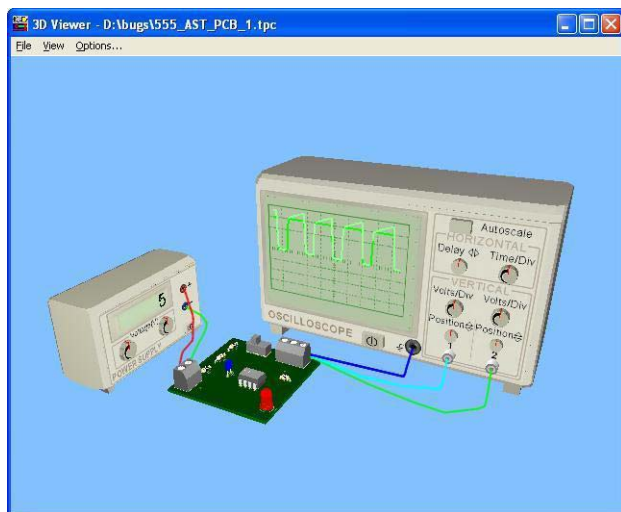 3D Viewer - D:\bugs\555_AST_PCB_1.tpc
File View Options...
Autoscale
HORIZONTAL
Delay Time/Div
VERTICAL
Volts/Div Volts/Div
Position Position
1 2
OSCILLOSCOPE
5
POWER SUPPLY